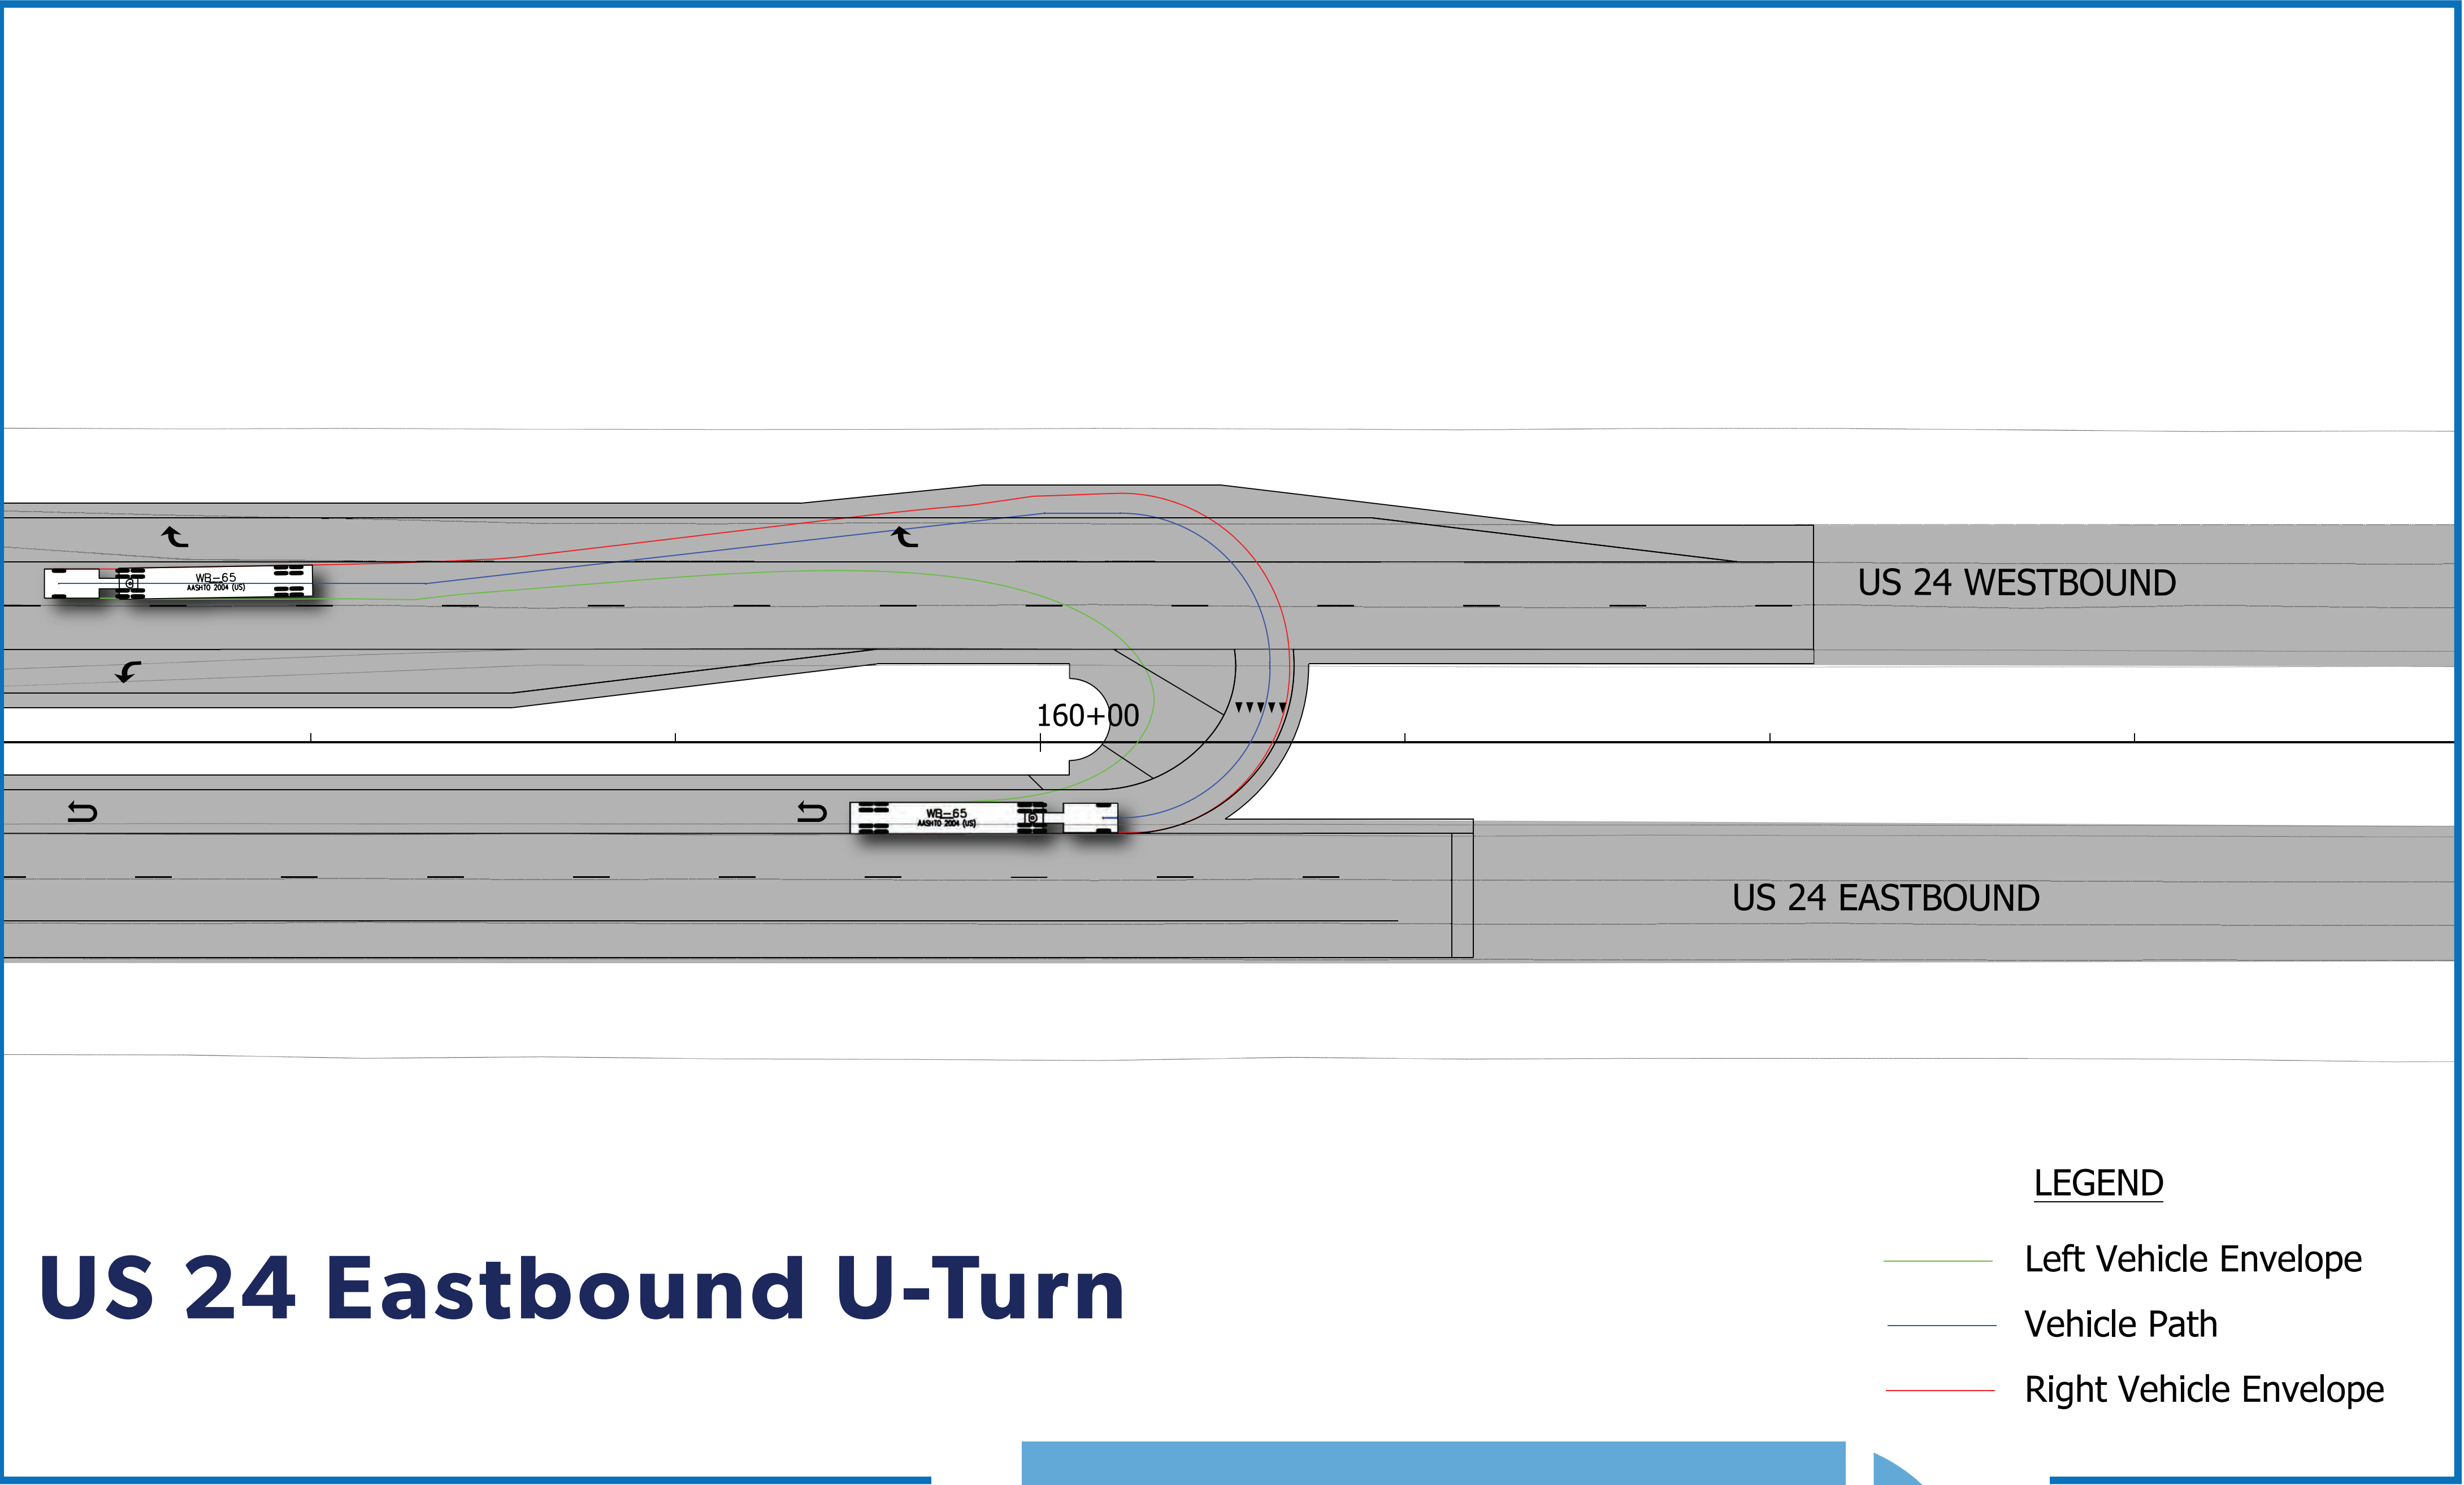 WB-65
AASHTO 2004 (US)
US 24 WESTBOUND
160+00
WB-65
AASHTO 2004 (US)
US 24 EASTBOUND
LEGEND
Left Vehicle Envelope
Vehicle Path
Right Vehicle Envelope
US 24 Eastbound U-Turn